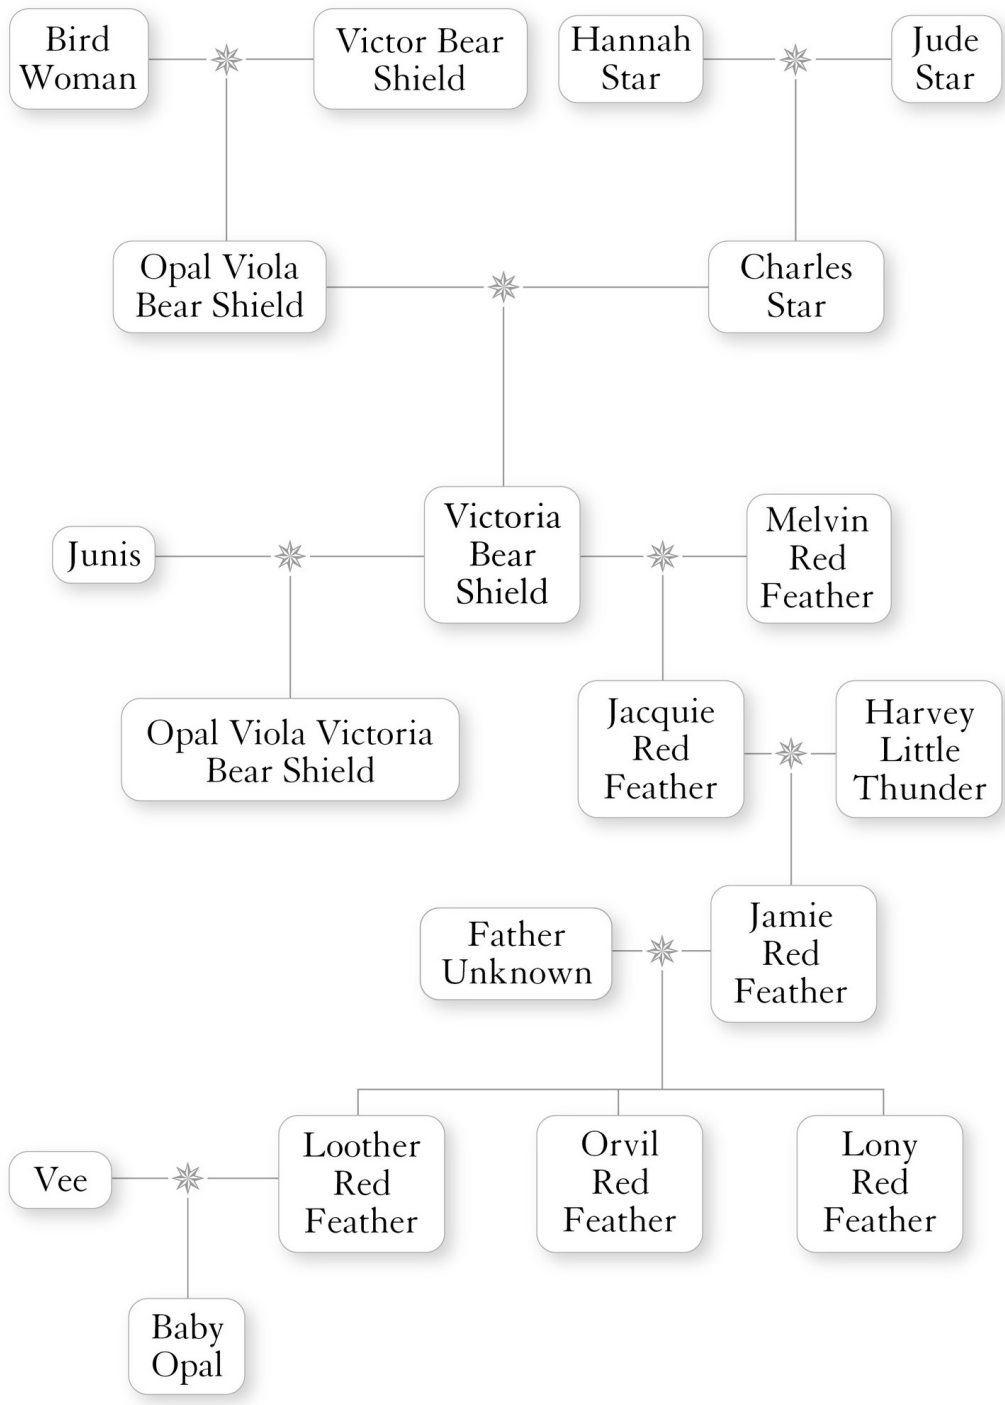 Bird
Woman
Victor Bear
Shield
Hannah
Star
Jude
Star
Opal Viola
Bear Shield
Charles
Star
Junis
Victoria
Bear
Shield
Melvin
Red
Feather
Opal Viola Victoria
Bear Shield
Jacquie
Red
Feather
Harvey
Little
Thunder
Father
Unknown
Jamie
Red
Feather
Vee
Loother
Red
Feather
Orvil
Red
Feather
Lony
Red
Feather
Baby
Opal